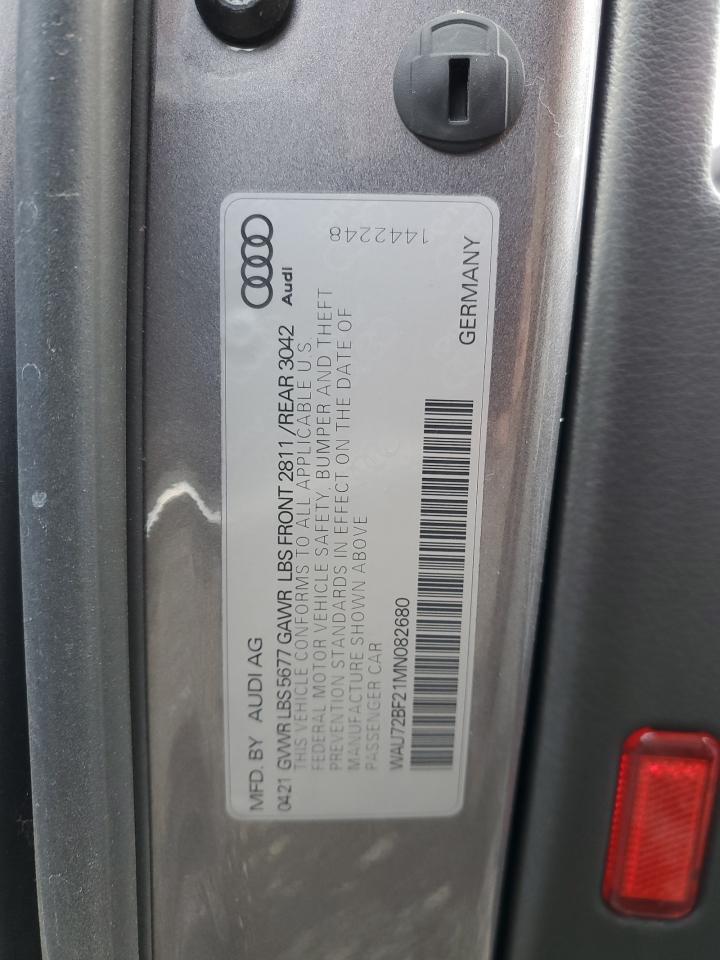 MFD. BY AUDI AG
Audi
0421 GVWR LBS 5677 GAWR LBS FRONT 2811 /REAR 3042
THIS VEHICLE CONFORMS TO ALL APPLICABLE U.S.
FEDERAL MOTOR VEHICLE SAFETY, BUMPER AND THEFT
PREVENTION STANDARDS IN EFFECT ON THE DATE OF
MANUFACTURE SHOWN ABOVE
PASSENGER CAR
1442248
WAU72BF21MN082680
GERMANY